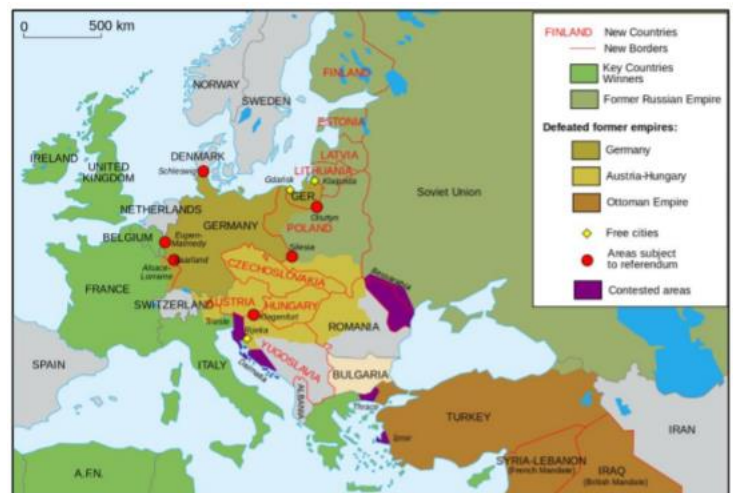 0 500 km
FINLAND New Countries
New Borders
Key Countries
Winners
Former Russian Empire
Defeated former empires:
Germany
Austria-Hungary
Ottoman Empire
Free cities
Areas subject
to referendum
Contested areas
NORWAY
SWEDEN
FINLAND
ESTONIA
LATVIA
LITHUANIA
Klaipėda
Soviet Union
IRELAND
UNITED
KINGDOM
DENMARK
Schleswig
Gdańsk
GER.
Olsztyn
NETHERLANDS
GERMANY
POLAND
BELGIUM
Eupen-
Malmedy
Saarland
Alsace-
Lorraine
Silesia
CZECHOSLOVAKIA
Bessarabia
FRANCE
SWITZERLAND
AUSTRIA
HUNGARY
Klagenfurt
Trieste
Rijeka
ROMANIA
YUGOSLAVIA
Dalmatia
SPAIN
ITALY
ALBANIA
BULGARIA
Thrace
Izmir
TURKEY
IRAN
SYRIA-LEBANON
(French Mandate)
IRAQ
(British Mandate)
A.F.N.